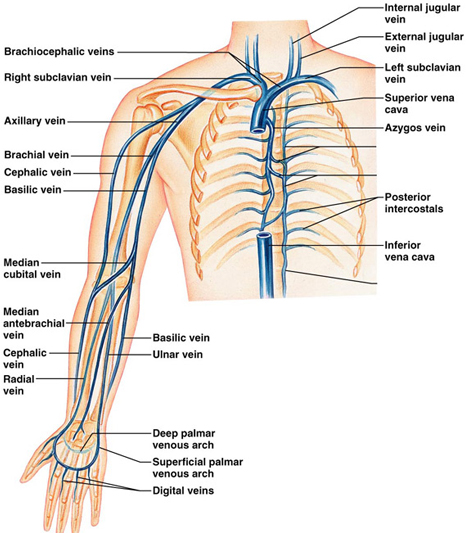 Internal jugular
vein
External jugular
vein
Brachiocephalic veins
Left subclavian
vein
Right subclavian vein
Superior vena
cava
Axillary vein
Azygos vein
Brachial vein
Cephalic vein
Basilic vein
Posterior
intercostals
Inferior
vena cava
Median
cubital vein
Median
antebrachial
vein
Basilic vein
Cephalic
vein
Ulnar vein
Radial
vein
Deep palmar
venous arch
Superficial palmar
venous arch
Digital veins